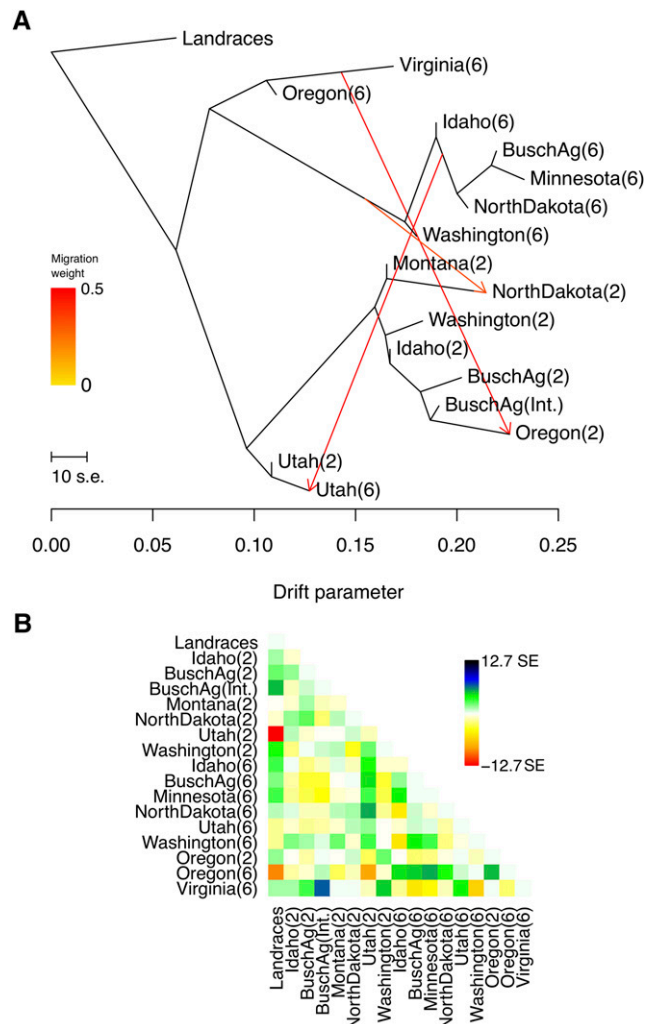 A
Landraces
Virginia(6)
Oregon(6)
Idaho(6)
BuschAg(6)
Minnesota(6)
NorthDakota(6)
Washington(6)
Montana(2)
NorthDakota(2)
Washington(2)
Idaho(2)
BuschAg(2)
BuschAg(Int.)
Oregon(2)
Utah(2)
Utah(6)
Migration
weight
0.5
0
10 s.e.
0.00 0.05 0.10 0.15 0.20 0.25
Drift parameter
B
Landraces
Idaho(2)
BuschAg(2)
BuschAg(Int.)
Montana(2)
NorthDakota(2)
Utah(2)
Washington(2)
Idaho(6)
BuschAg(6)
Minnesota(6)
NorthDakota(6)
Utah(6)
Washington(6)
Oregon(2)
Oregon(6)
Virginia(6)
12.7 SE
−12.7 SE
Landraces
Idaho(2)
BuschAg(2)
BuschAg(Int.)
Montana(2)
NorthDakota(2)
Utah(2)
Washington(2)
Idaho(6)
BuschAg(6)
Minnesota(6)
NorthDakota(6)
Utah(6)
Washington(6)
Oregon(2)
Oregon(6)
Virginia(6)